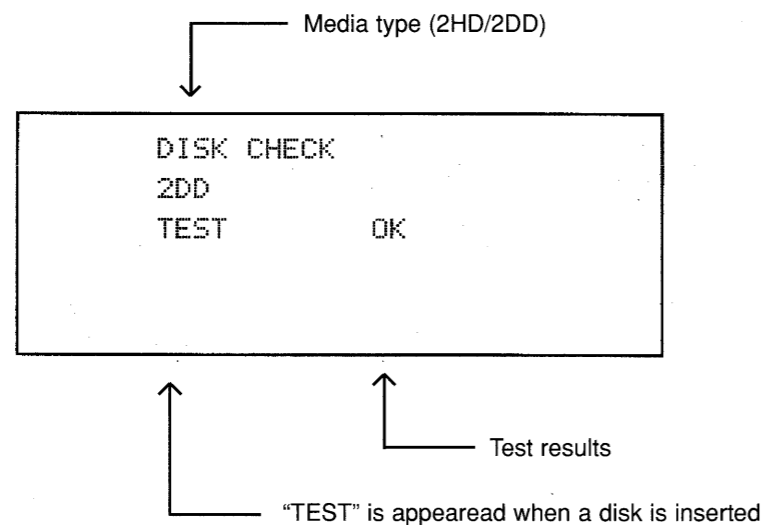 Media type (2HD/2DD)
DISK CHECK
2DD
TEST OK
Test results
“TEST” is appearead when a disk is inserted